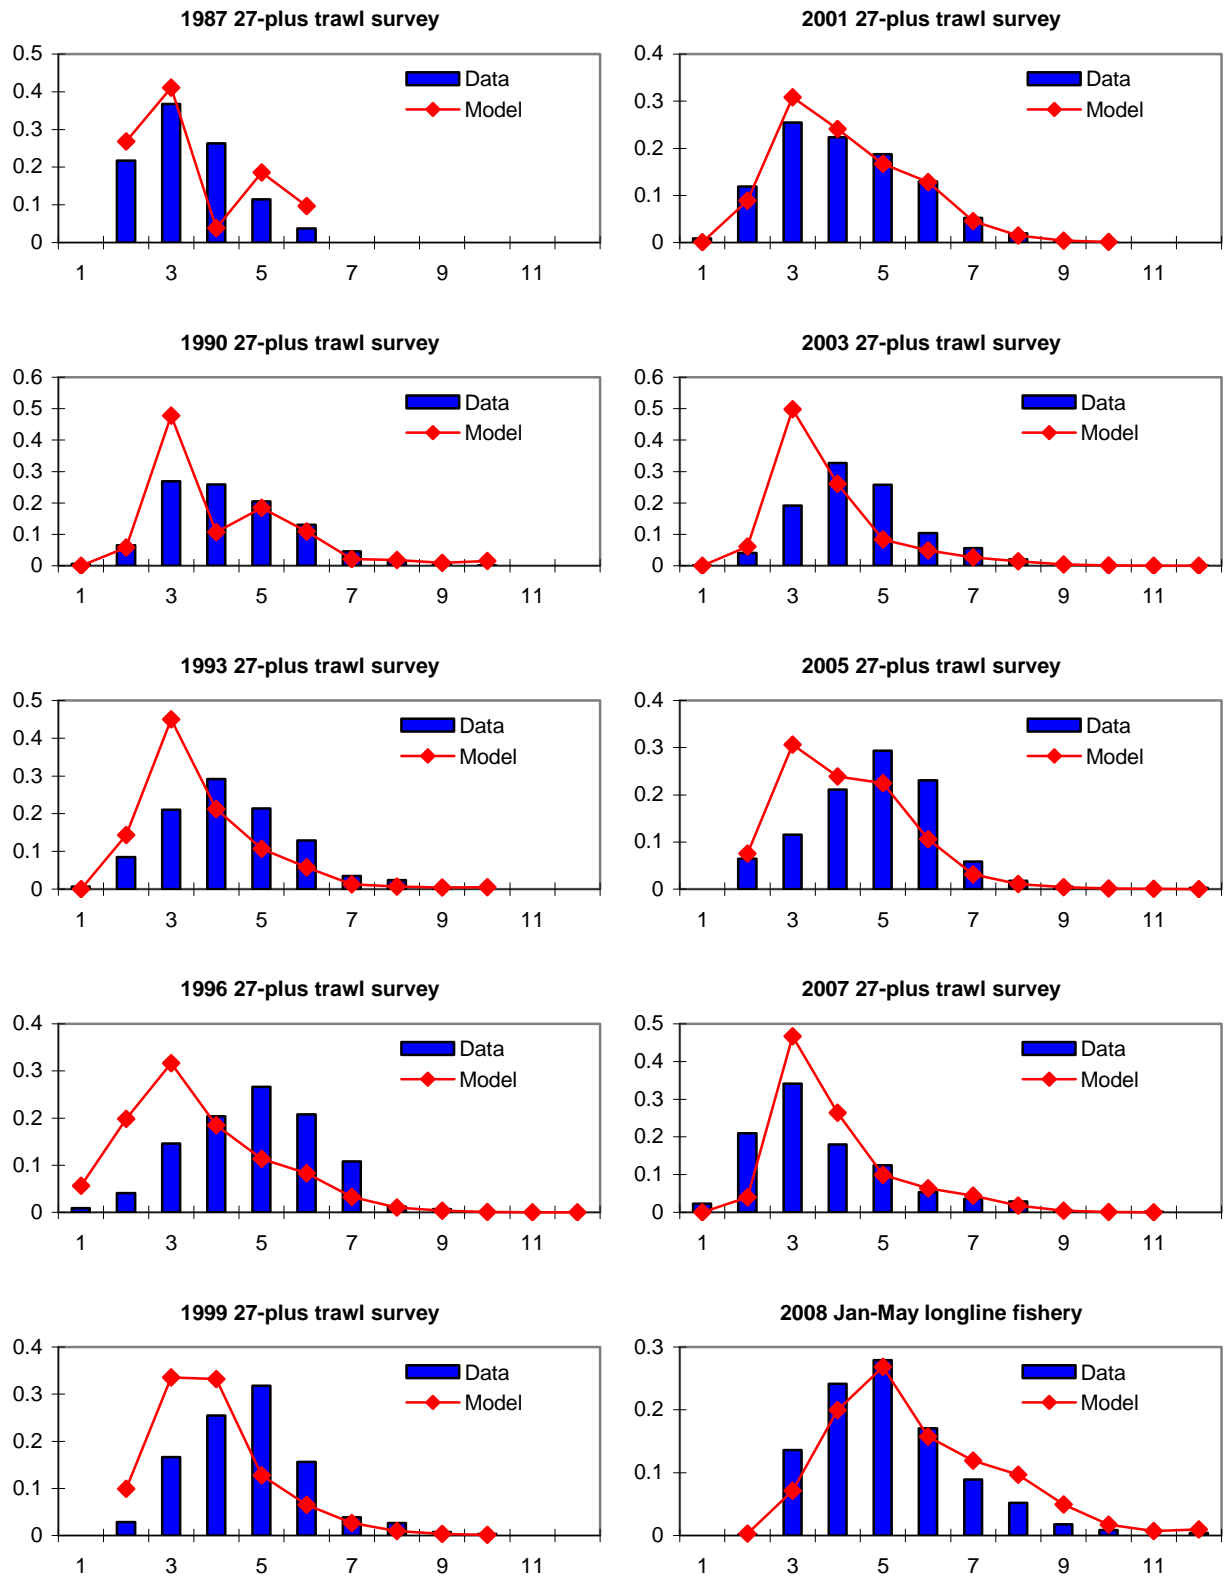 1987 27-plus trawl survey
0.5
0.4
0.3
0.2
0.1
0
Data
Model
1 3 5 7 9 11
2001 27-plus trawl survey
0.4
0.3
0.2
0.1
0
Data
Model
1 3 5 7 9 11
1990 27-plus trawl survey
0.6
0.5
0.4
0.3
0.2
0.1
0
Data
Model
1 3 5 7 9 11
2003 27-plus trawl survey
0.6
0.5
0.4
0.3
0.2
0.1
0
Data
Model
1 3 5 7 9 11
1993 27-plus trawl survey
0.5
0.4
0.3
0.2
0.1
0
Data
Model
1 3 5 7 9 11
2005 27-plus trawl survey
0.4
0.3
0.2
0.1
0
Data
Model
1 3 5 7 9 11
1996 27-plus trawl survey
0.4
0.3
0.2
0.1
0
Data
Model
1 3 5 7 9 11
2007 27-plus trawl survey
0.5
0.4
0.3
0.2
0.1
0
Data
Model
1 3 5 7 9 11
1999 27-plus trawl survey
0.4
0.3
0.2
0.1
0
Data
Model
1 3 5 7 9 11
2008 Jan-May longline fishery
0.3
0.2
0.1
0
Data
Model
1 3 5 7 9 11